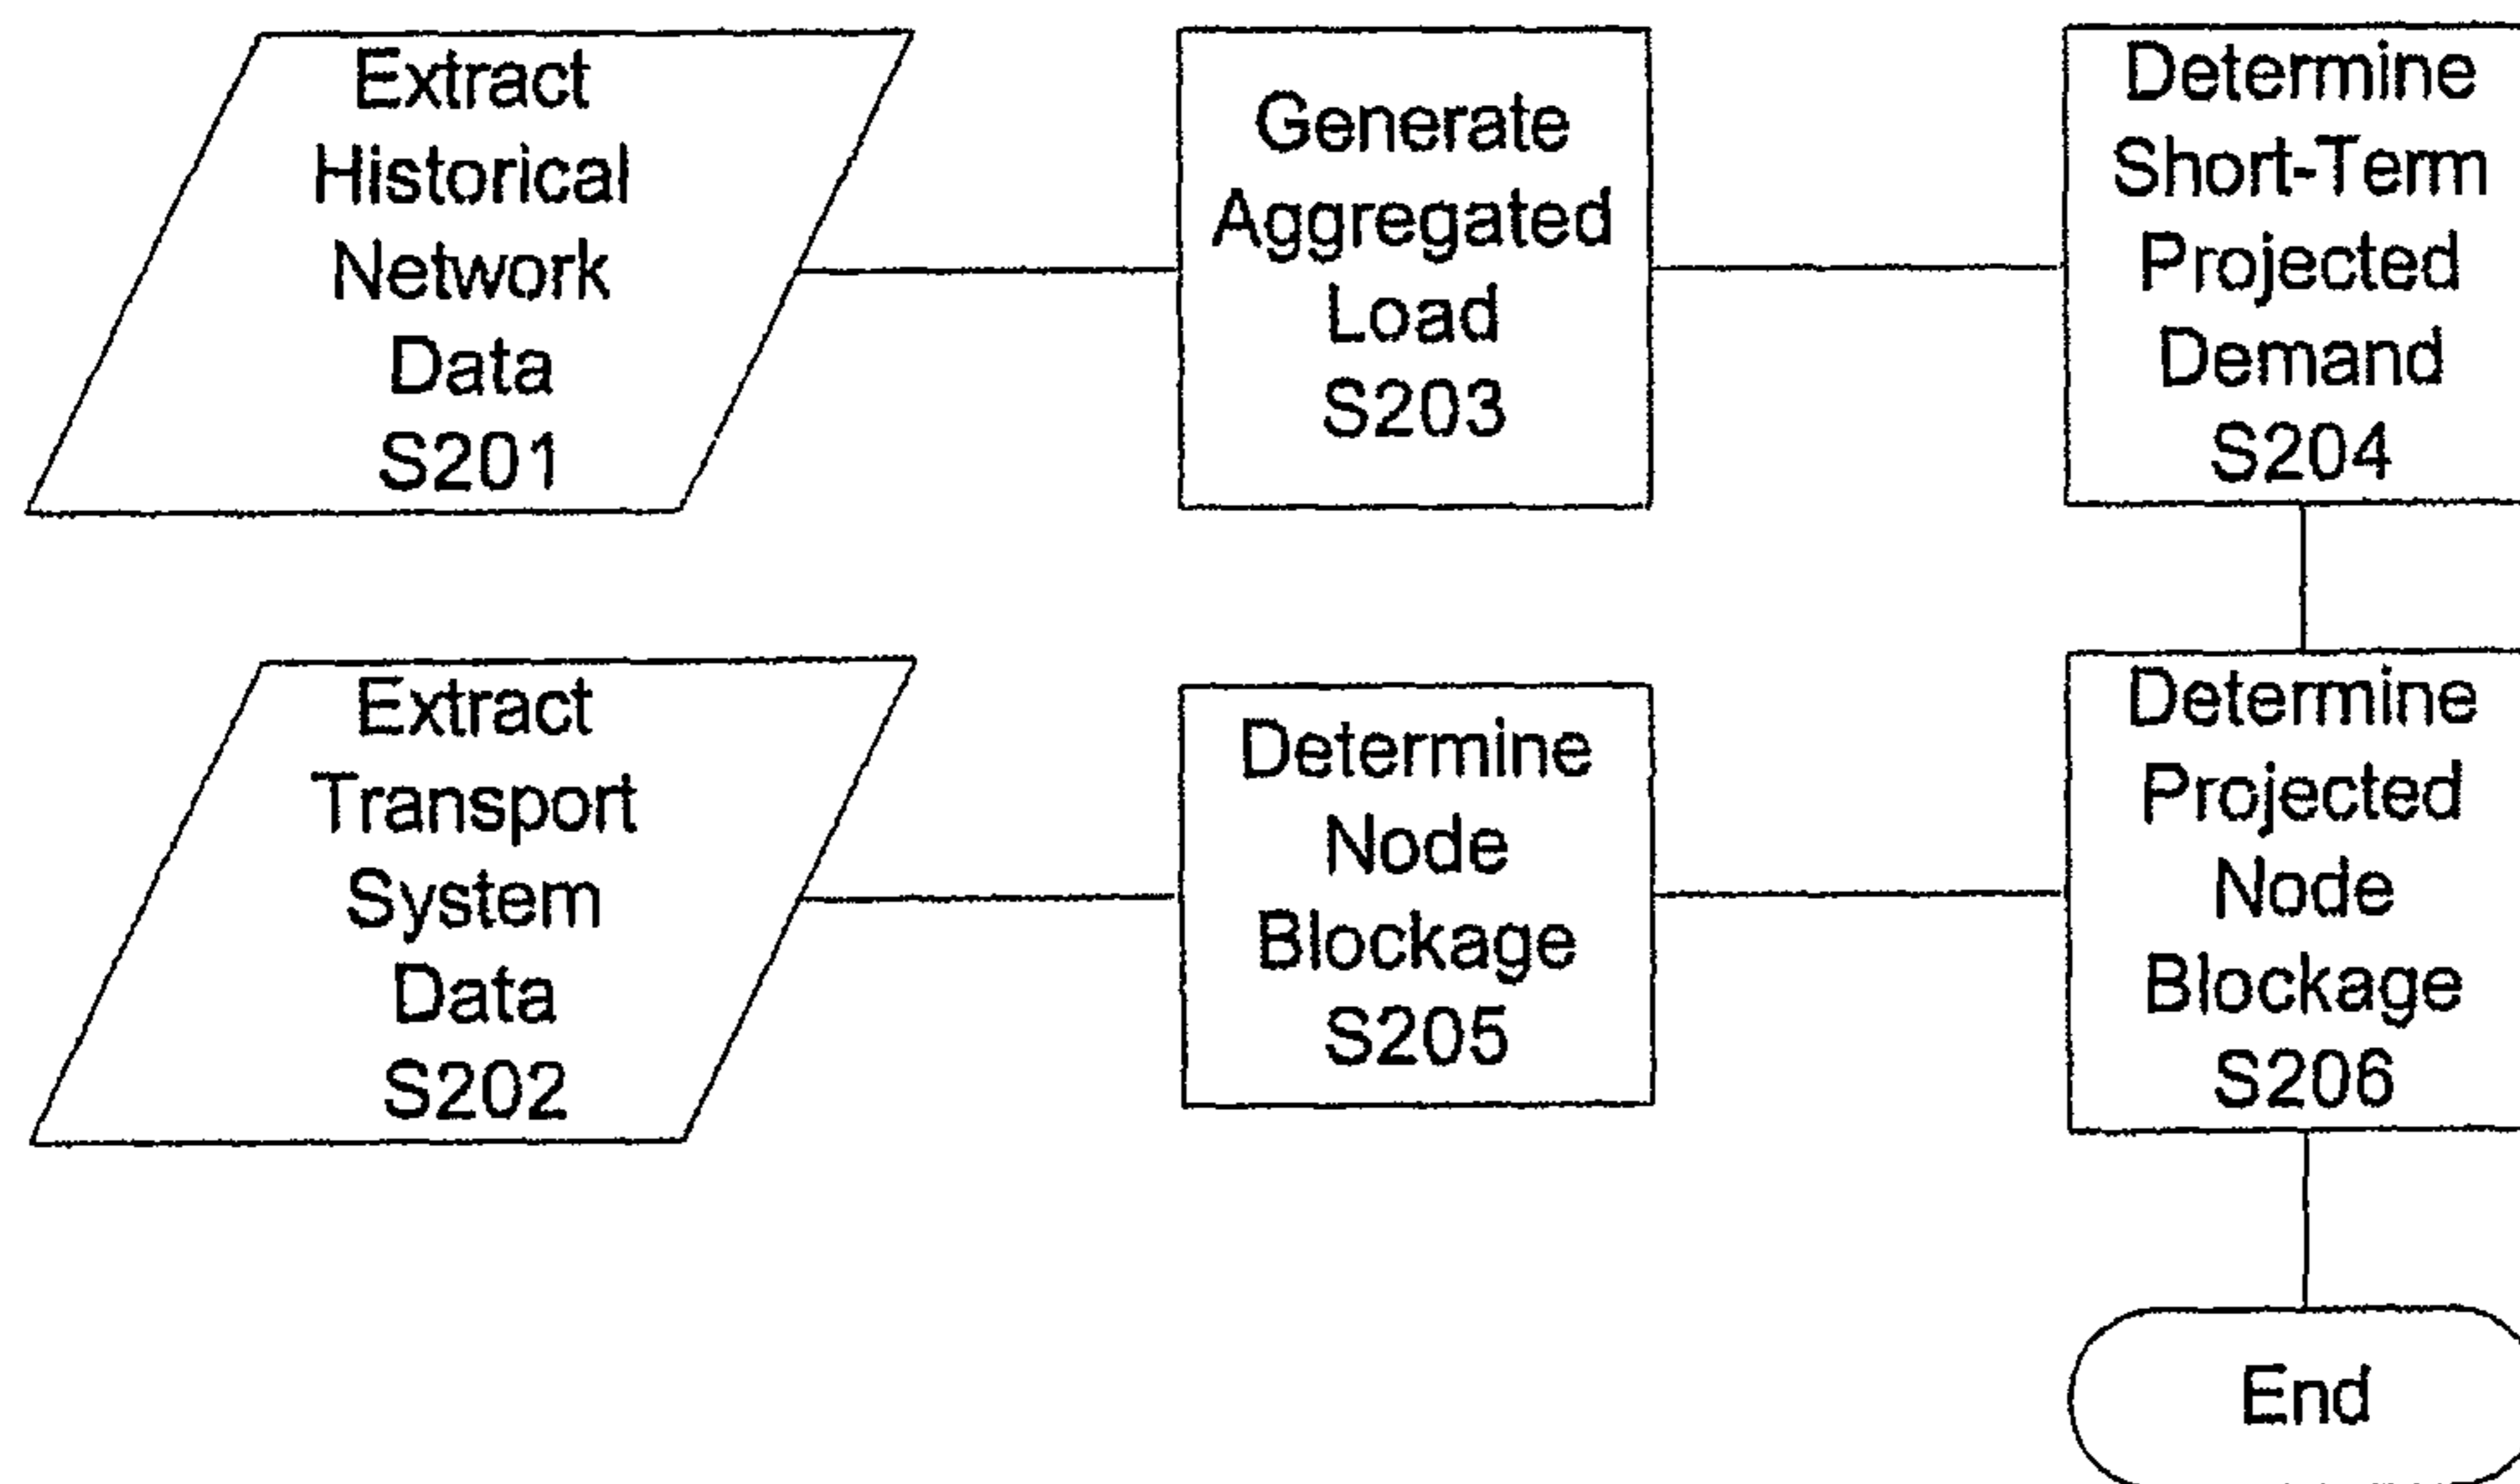 Extract
Historical
Network
Data
S201
Generate
Aggregated
Load
S203
Determine
Short-Term
Projected
Demand
S204
Extract
Transport
System
Data
S202
Determine
Node
Blockage
S205
Determine
Projected
Node
Blockage
S206
End